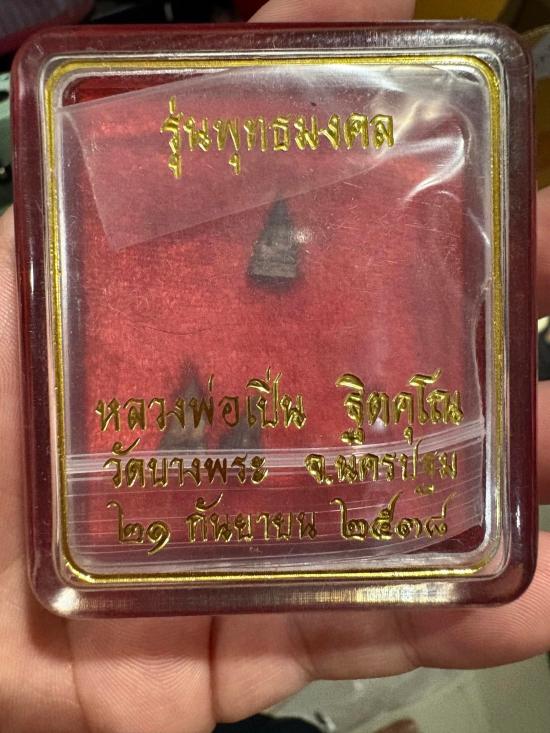 รุ่นพุทธมงคล
หลวงพ่อเปิ่น ฐิตคุโณ
วัดบางพระ จ.นครปฐม
๒๑ กันยายน ๒๕๓๘